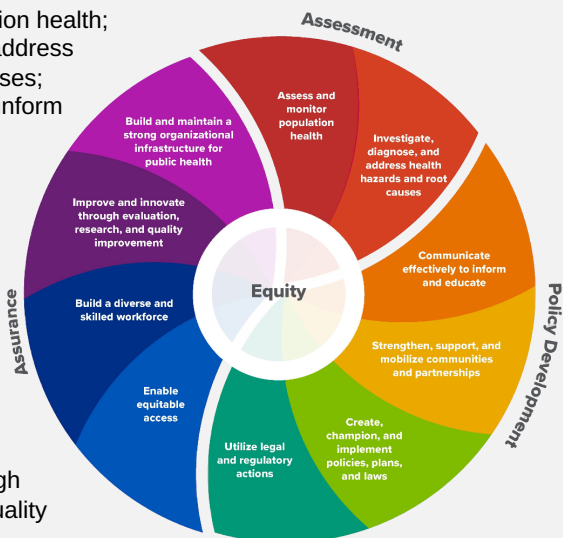 ion health;
address
ses;
inform
Assessment
Assess and
monitor
population
health
Investigate,
diagnose, and
address health
hazards and root
causes
Communicate
effectively to inform
and educate
Strengthen, support, and
mobilize communities
and partnerships
Policy Development
Create,
champion, and
implement
policies, plans,
and laws
Utilize legal
and regulatory
actions
Enable
equitable
access
Build a diverse and
skilled workforce
Assurance
Improve and innovate
through evaluation,
research, and quality
improvement
Build and maintain a
strong organizational
infrastructure for
public health
Equity
gh
uality